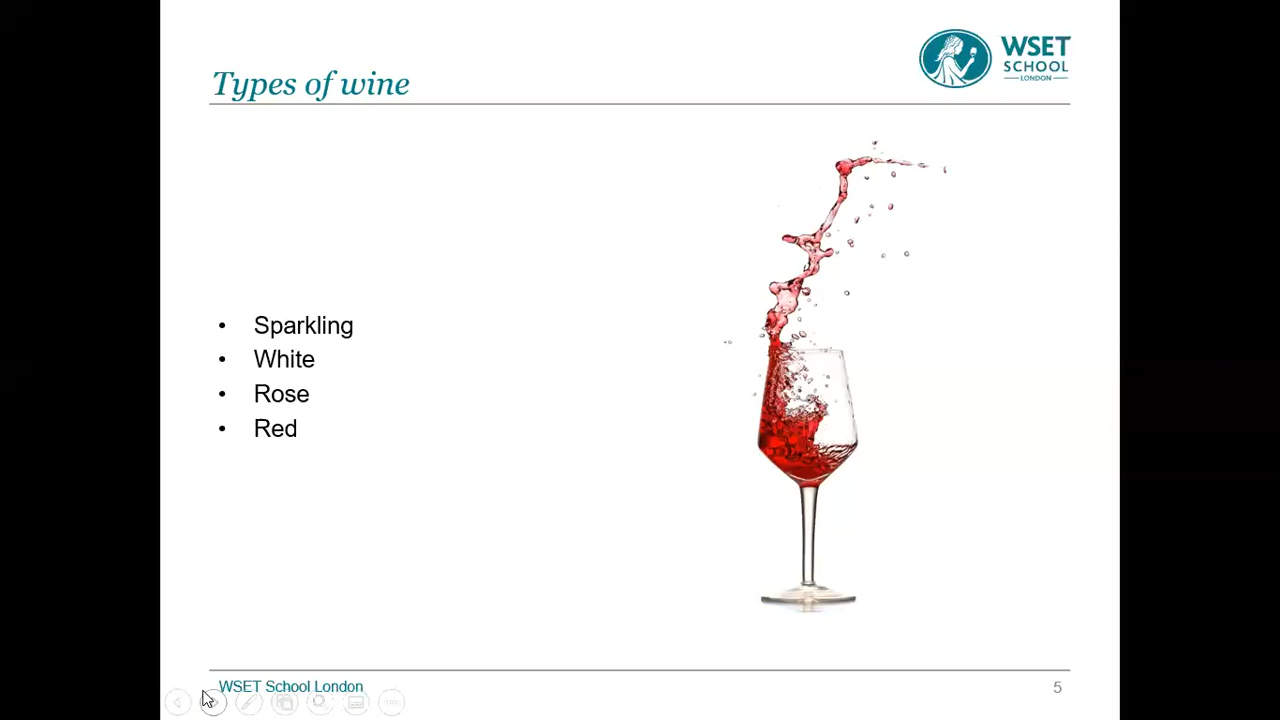 Types of wine
WSET
SCHOOL
LONDON
• Sparkling
• White
• Rose
• Red
WSET School London
5